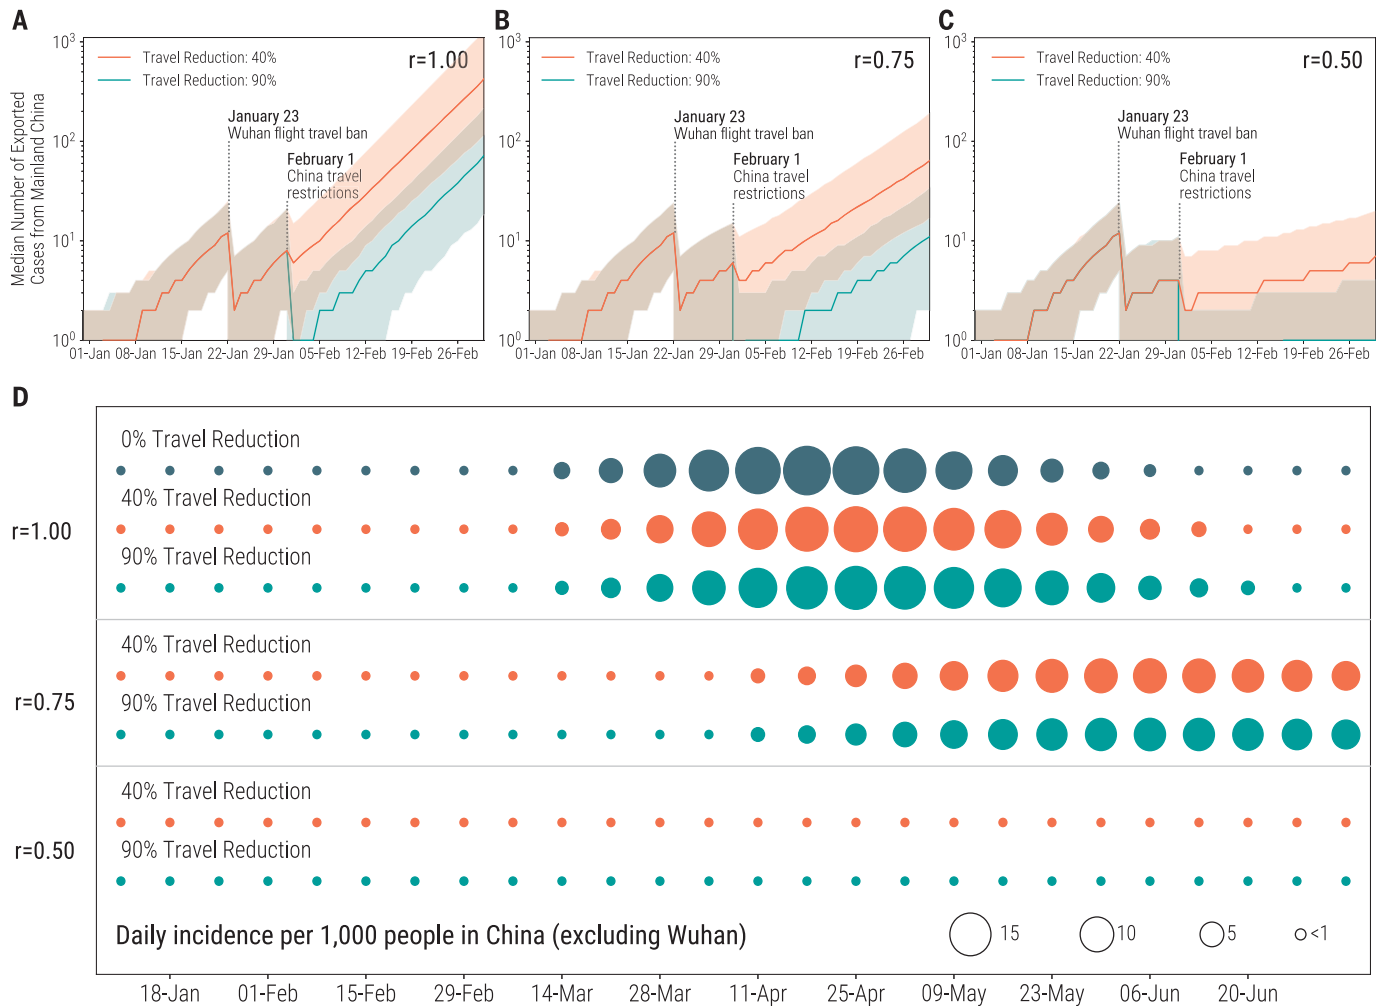 A
B
C
Median Number of Exported
Cases from Mainland China
10³
10²
10¹
10⁰
Travel Reduction: 40%
Travel Reduction: 90%
r=1.00
January 23
Wuhan flight travel ban
February 1
China travel
restrictions
01-Jan 08-Jan 15-Jan 22-Jan 29-Jan 05-Feb 12-Feb 19-Feb 26-Feb
10³
10²
10¹
10⁰
Travel Reduction: 40%
Travel Reduction: 90%
r=0.75
January 23
Wuhan flight travel ban
February 1
China travel
restrictions
01-Jan 08-Jan 15-Jan 22-Jan 29-Jan 05-Feb 12-Feb 19-Feb 26-Feb
10³
10²
10¹
10⁰
Travel Reduction: 40%
Travel Reduction: 90%
r=0.50
January 23
Wuhan flight travel ban
February 1
China travel
restrictions
01-Jan 08-Jan 15-Jan 22-Jan 29-Jan 05-Feb 12-Feb 19-Feb 26-Feb
D
0% Travel Reduction
40% Travel Reduction
r=1.00
90% Travel Reduction
40% Travel Reduction
r=0.75
90% Travel Reduction
40% Travel Reduction
r=0.50
90% Travel Reduction
Daily incidence per 1,000 people in China (excluding Wuhan)
15 10 5 <1
18-Jan 01-Feb 15-Feb 29-Feb 14-Mar 28-Mar 11-Apr 25-Apr 09-May 23-May 06-Jun 20-Jun